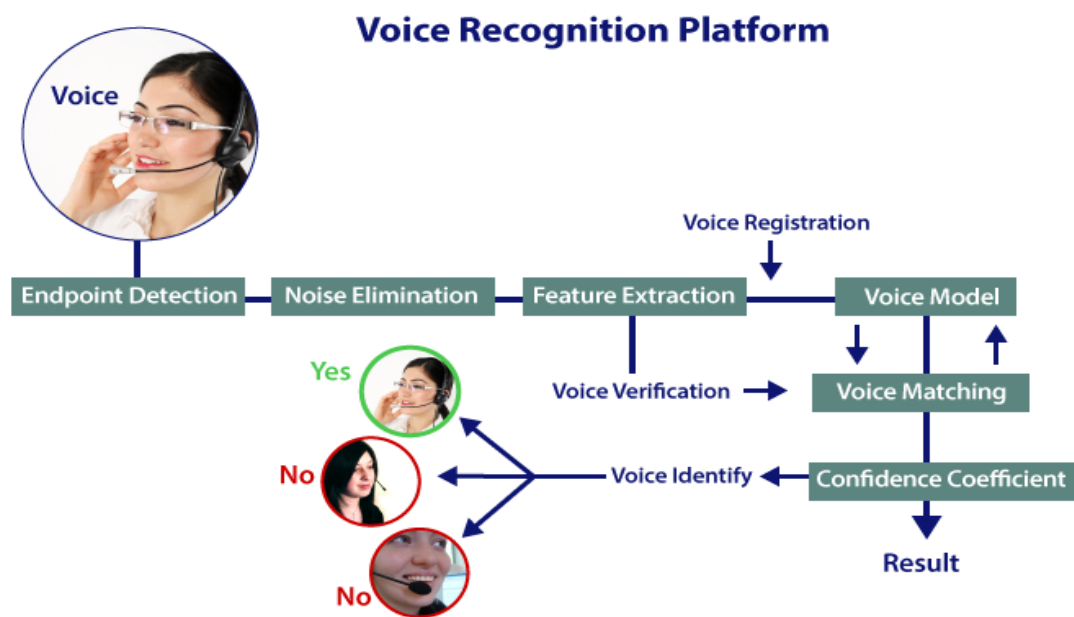 Voice Recognition Platform
Voice
Voice Registration
Endpoint Detection
Noise Elimination
Feature Extraction
Voice Model
Yes
Voice Verification
Voice Matching
No
Voice Identify
Confidence Coefficient
Result
No